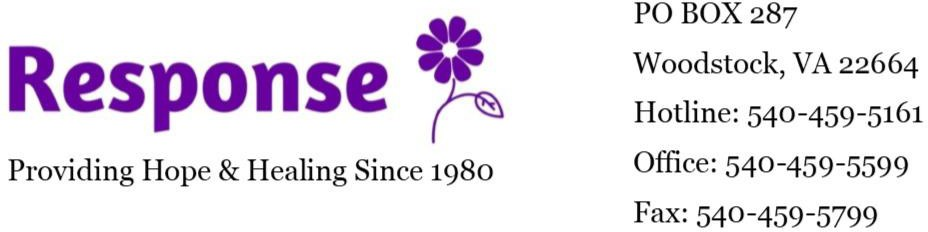 Response
Providing Hope & Healing Since 1980
PO BOX 287
Woodstock, VA 22664
Hotline: 540-459-5161
Office: 540-459-5599
Fax: 540-459-5799